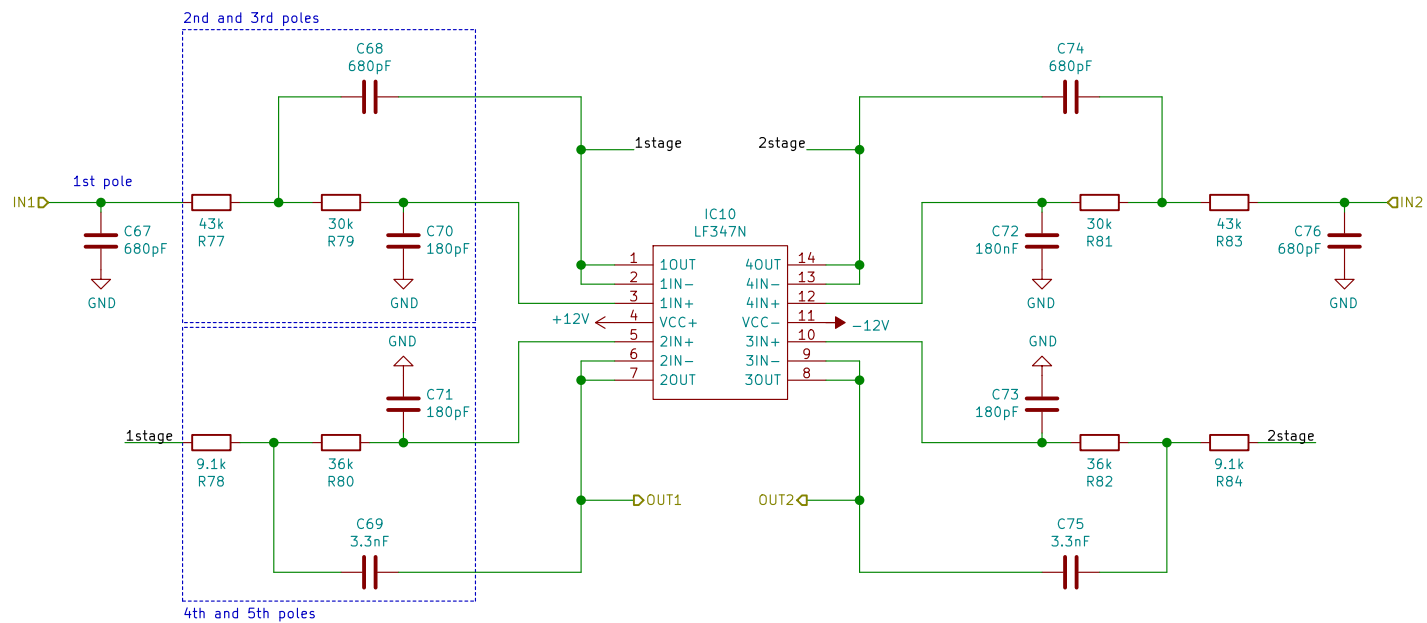 2nd and 3rd poles
C68
680pF
C74
680pF
1stage
2stage
1st pole
IN1
IN2
43k
R77
30k
R79
C67
680pF
C70
180pF
GND
GND
IC10
LF347N
C72
180nF
30k
R81
43k
R83
C76
680pF
GND
GND
1 1OUT 4OUT 14
2 1IN- 4IN- 13
3 1IN+ 4IN+ 12
+12V 4 VCC+ VCC- 11 -12V
5 2IN+ 3IN+ 10
6 2IN- 3IN- 9
7 2OUT 3OUT 8
GND
C71
180pF
GND
C73
180pF
1stage
9.1k
R78
36k
R80
36k
R82
9.1k
R84
2stage
OUT1
OUT2
C69
3.3nF
C75
3.3nF
4th and 5th poles